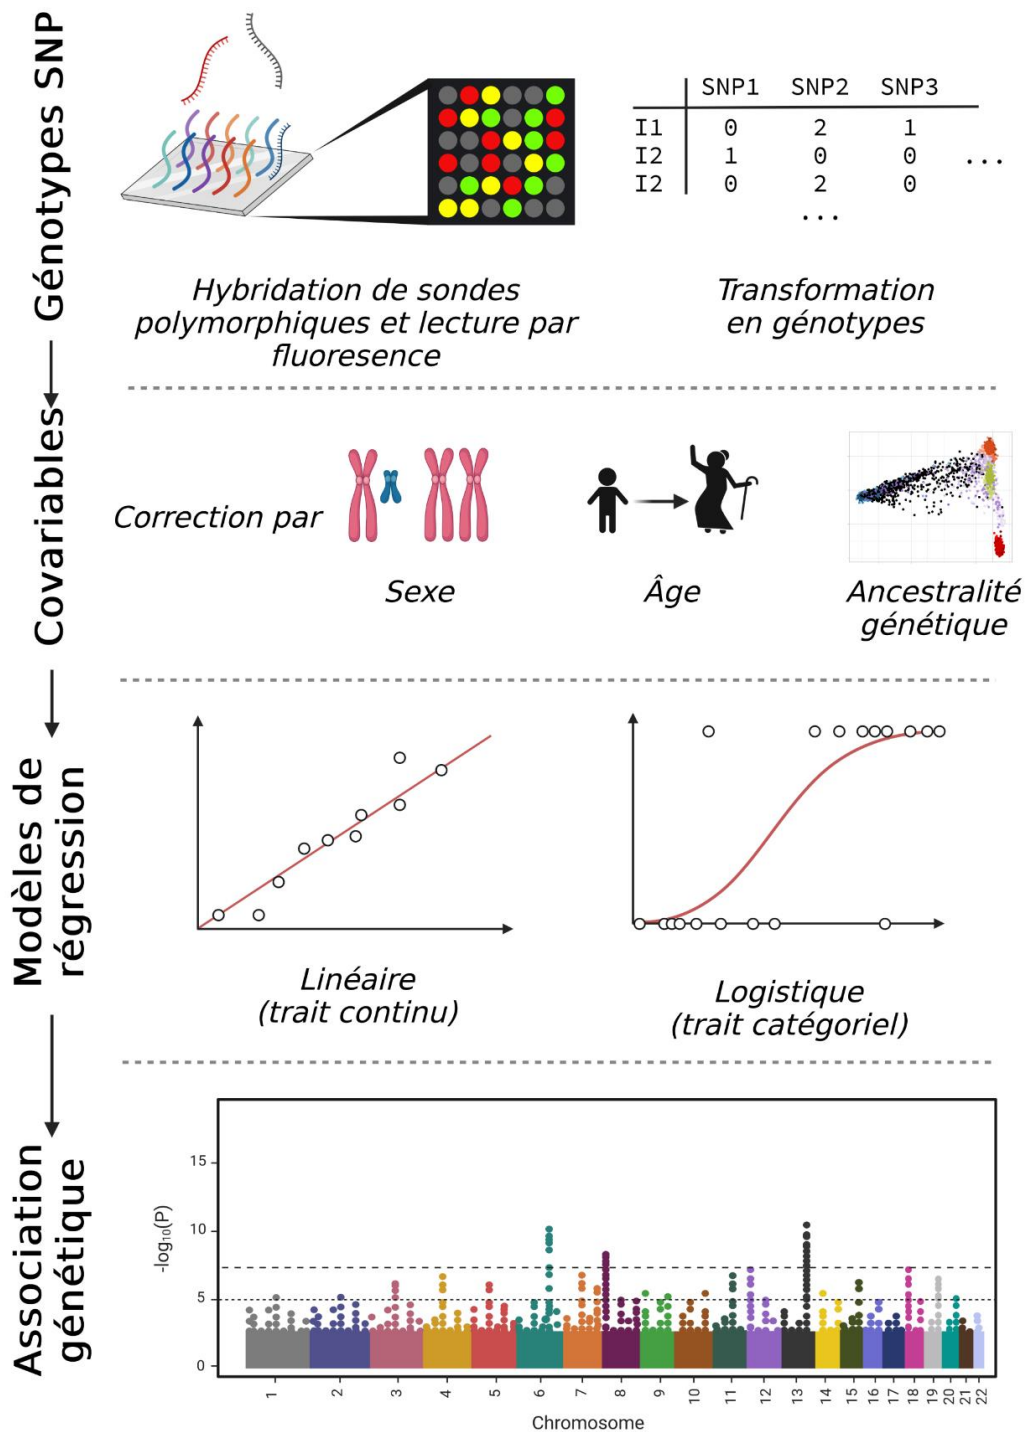 Génotypes SNP
SNP1 SNP2 SNP3
I1 0 2 1
I2 1 0 0 ...
I2 0 2 0
...
Hybridation de sondes
polymorphiques et lecture par
fluoresence
Transformation
en génotypes
Covariables
Correction par
Sexe
Âge
Ancestralité
génétique
Modèles de
régression
Linéaire
(trait continu)
Logistique
(trait catégoriel)
Association
génétique
-log₁₀(P)
15
10
5
0
1 2 3 4 5 6 7 8 9 10 11 12 13 14 15 16 17 18 19 20 21 22
Chromosome